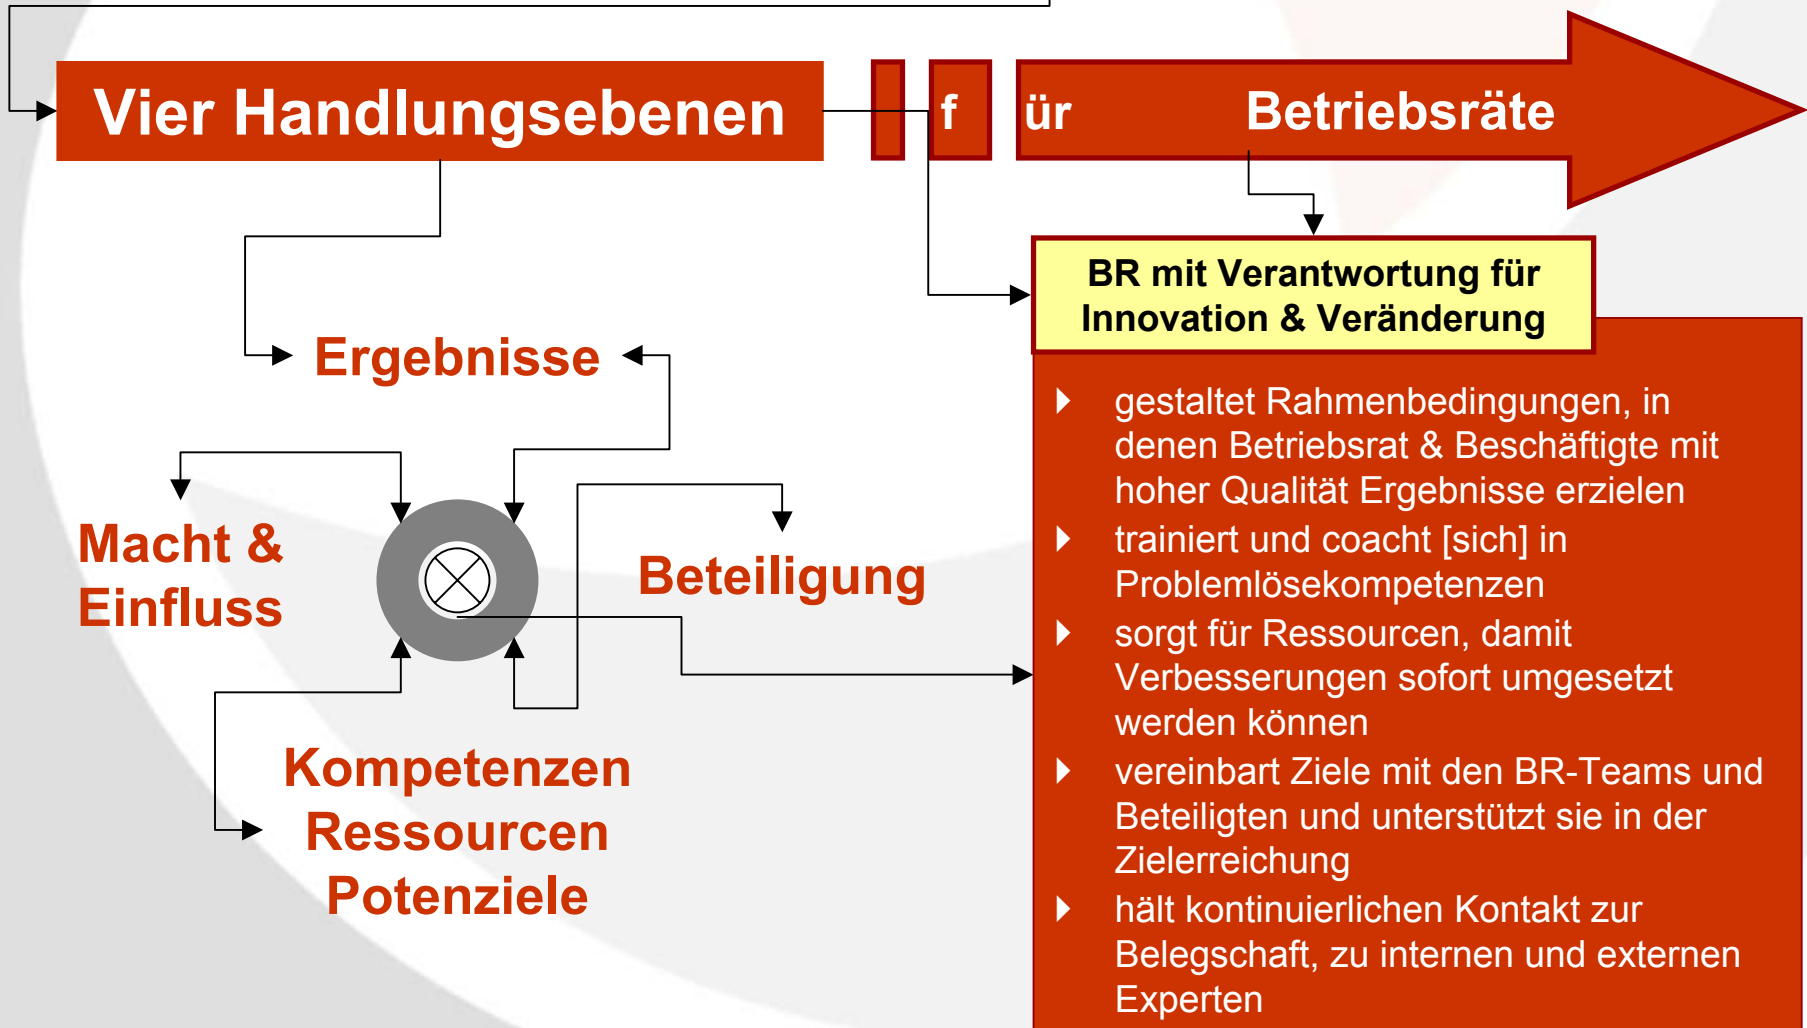 Vier Handlungsebenen für Betriebsräte
BR mit Verantwortung für
Innovation & Veränderung
Ergebnisse
Macht &
Einfluss
Beteiligung
Kompetenzen
Ressourcen
Potenziele
gestaltet Rahmenbedingungen, in
denen Betriebsrat & Beschäftigte mit
hoher Qualität Ergebnisse erzielen
trainiert und coacht [sich] in
Problemlösekompetenzen
sorgt für Ressourcen, damit
Verbesserungen sofort umgesetzt
werden können
vereinbart Ziele mit den BR-Teams und
Beteiligten und unterstützt sie in der
Zielerreichung
hält kontinuierlichen Kontakt zur
Belegschaft, zu internen und externen
Experten